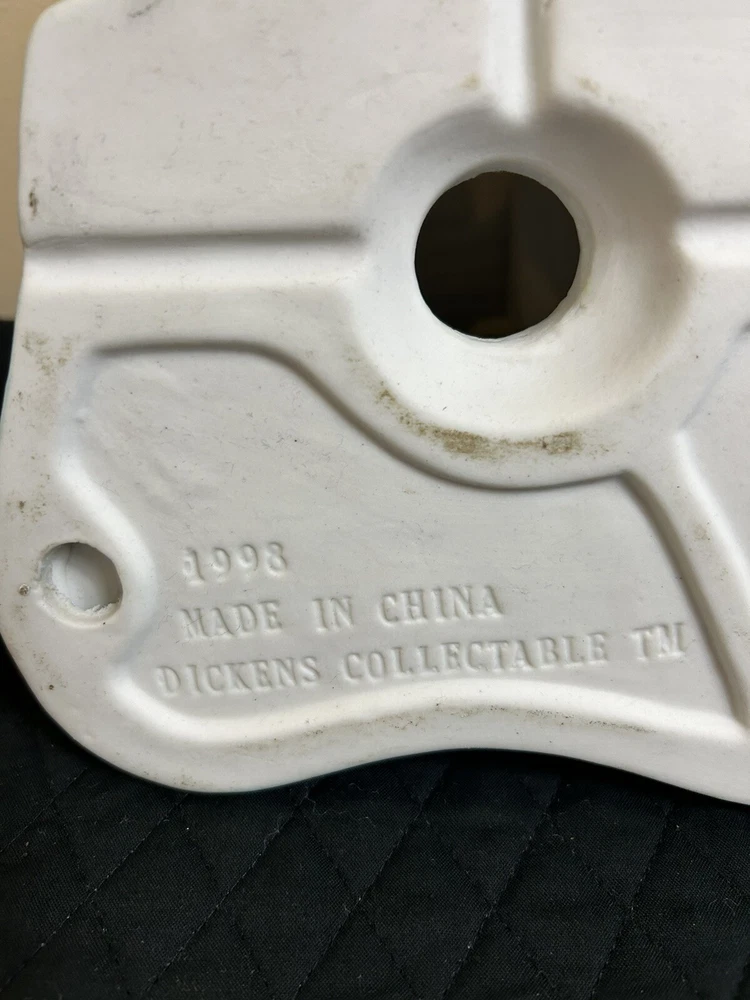 1998
MADE IN CHINA
DICKENS COLLECTABLE TM